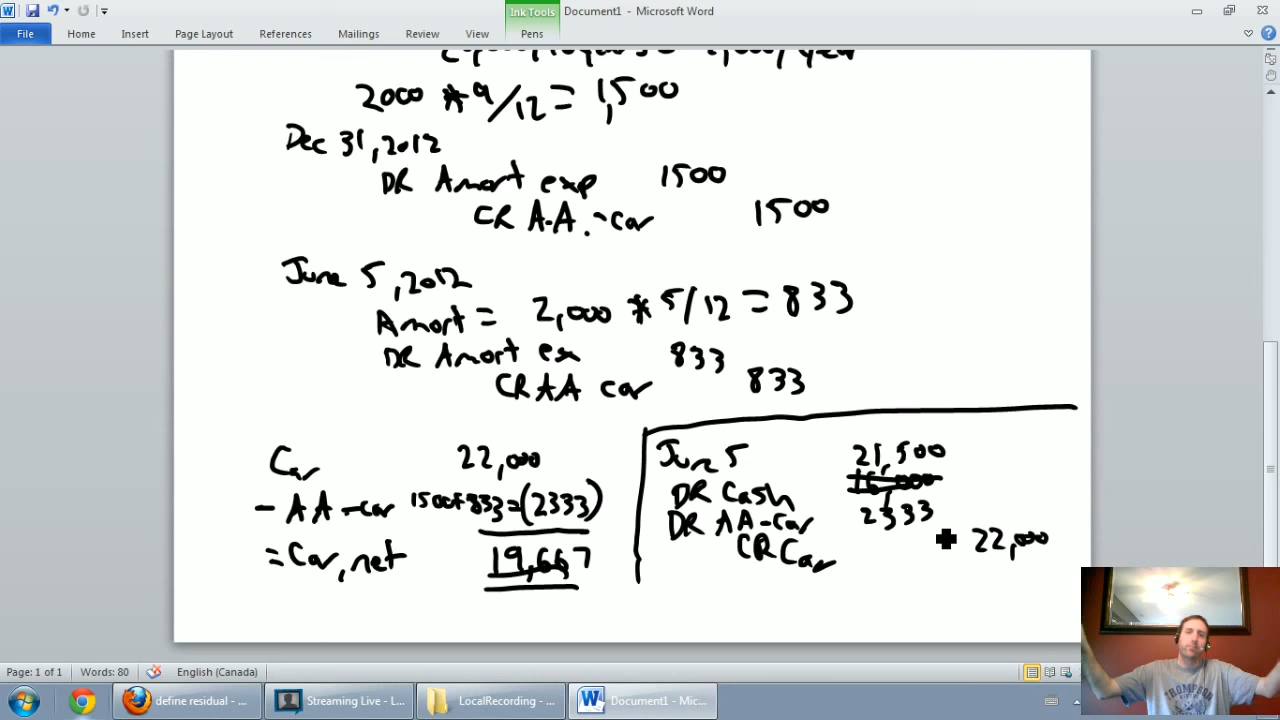 Ink Tools
Document1 - Microsoft Word
File Home Insert Page Layout References Mailings Review View Pens
2000 * 9/12 = 1,500
Dec 31, 2012
DR Amort exp 1500
CR A.A. - car 1500
June 5, 2012
Amort = 2,000 * 5/12 = 833
DR Amort ex 833
CR AA car 833
Car 22,000
- AA - car 1500+833=(2333)
= Car, net 19,667
June 5 21,500
DR Cash
DR AA - Car 2333
CR Car 22,000
THOMPSON
Page: 1 of 1 Words: 80 English (Canada)
define residual - ... Streaming Live - L... LocalRecording - ... Document1 - Mic...